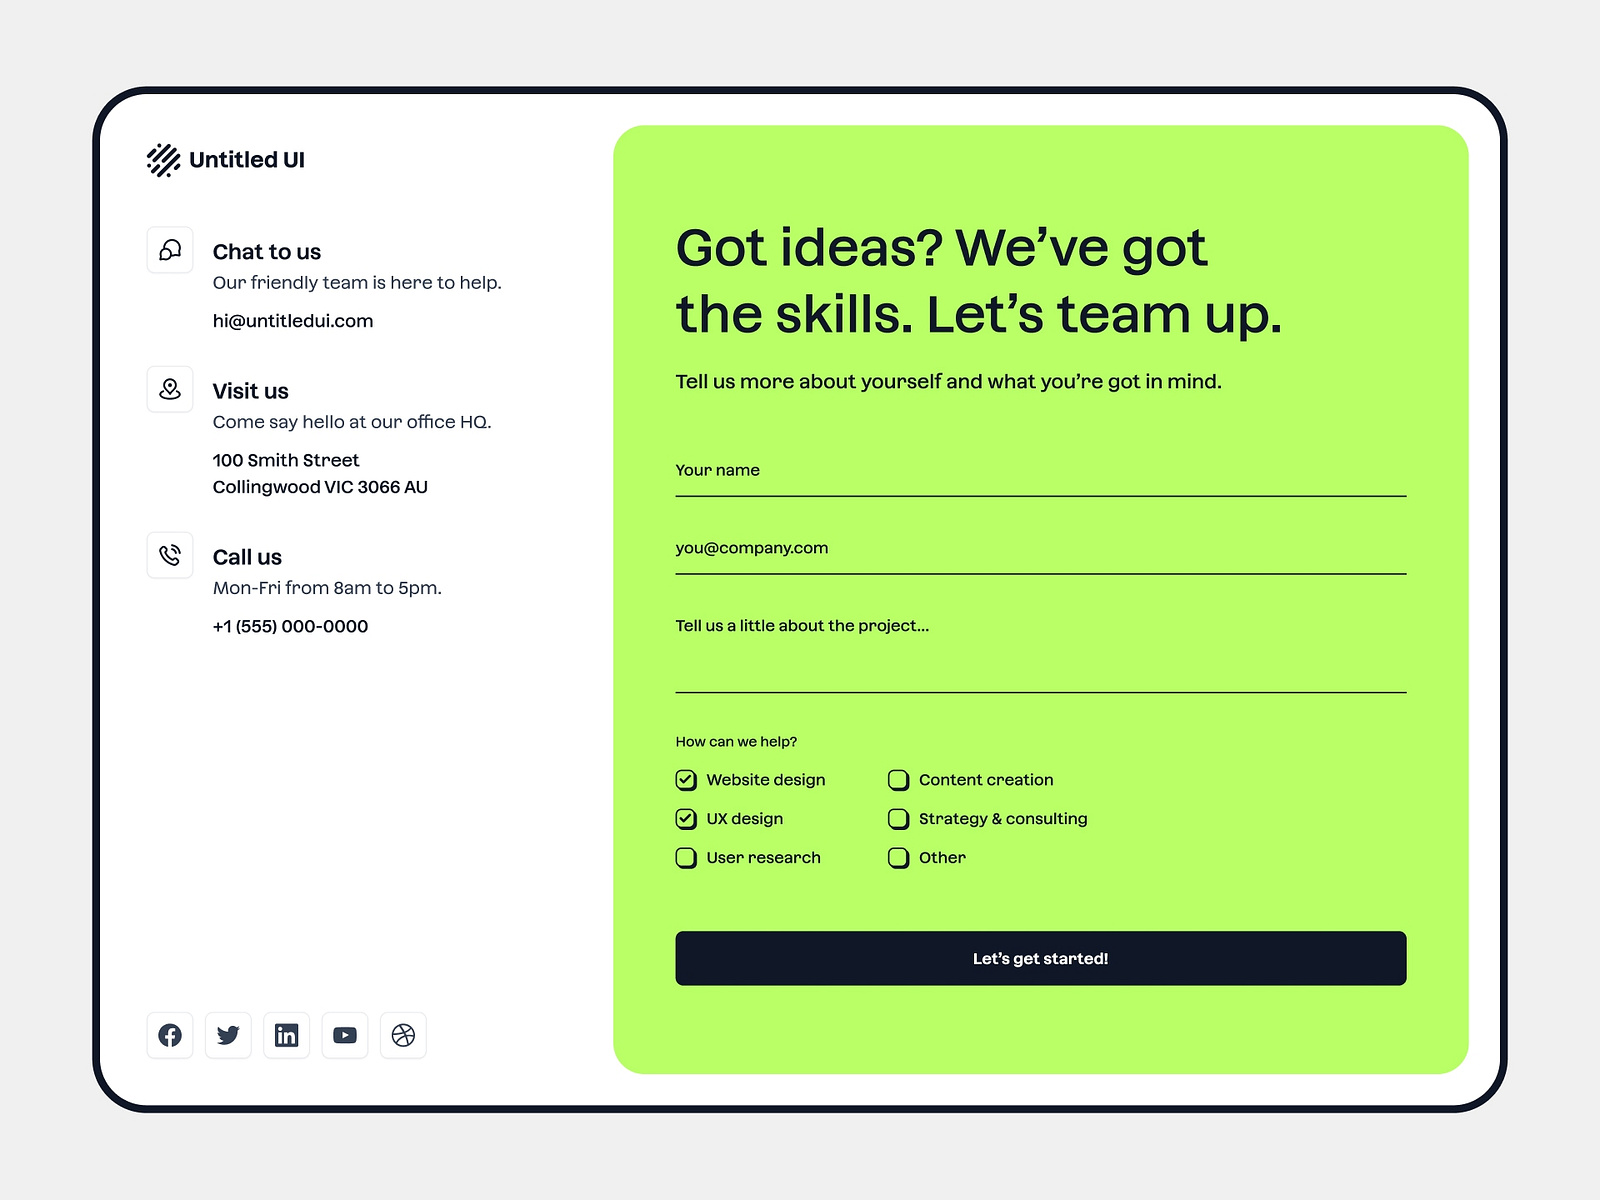 Untitled UI
Chat to us
Our friendly team is here to help.
hi@untitledui.com
Visit us
Come say hello at our office HQ.
100 Smith Street
Collingwood VIC 3066 AU
Call us
Mon-Fri from 8am to 5pm.
+1 (555) 000-0000
Got ideas? We’ve got
the skills. Let’s team up.
Tell us more about yourself and what you’re got in mind.
Your name
you@company.com
Tell us a little about the project...
How can we help?
Website design
Content creation
UX design
Strategy & consulting
User research
Other
Let’s get started!